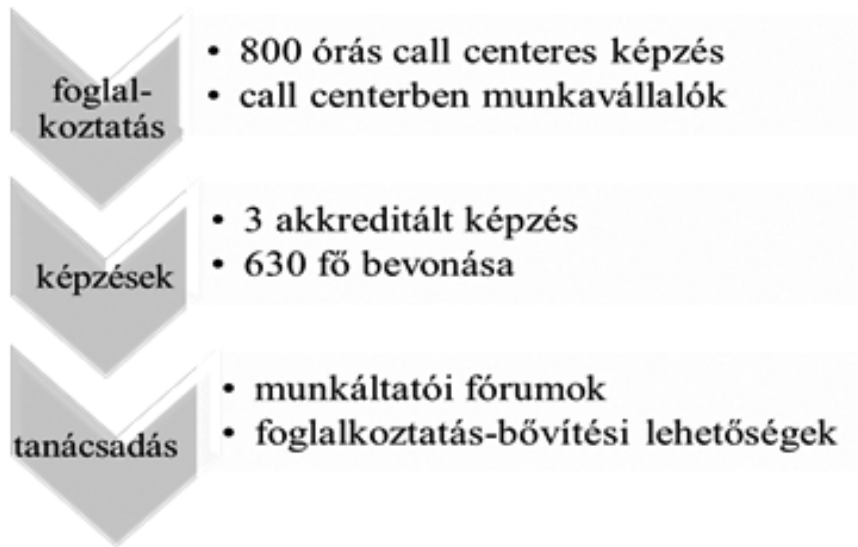 foglal-
koztatás
• 800 órás call centeres képzés
• call centerben munkavállalók
képzések
• 3 akkreditált képzés
• 630 fő bevonása
tanácsadás
• munkáltatói fórumok
• foglalkoztatás-bővítési lehetőségek